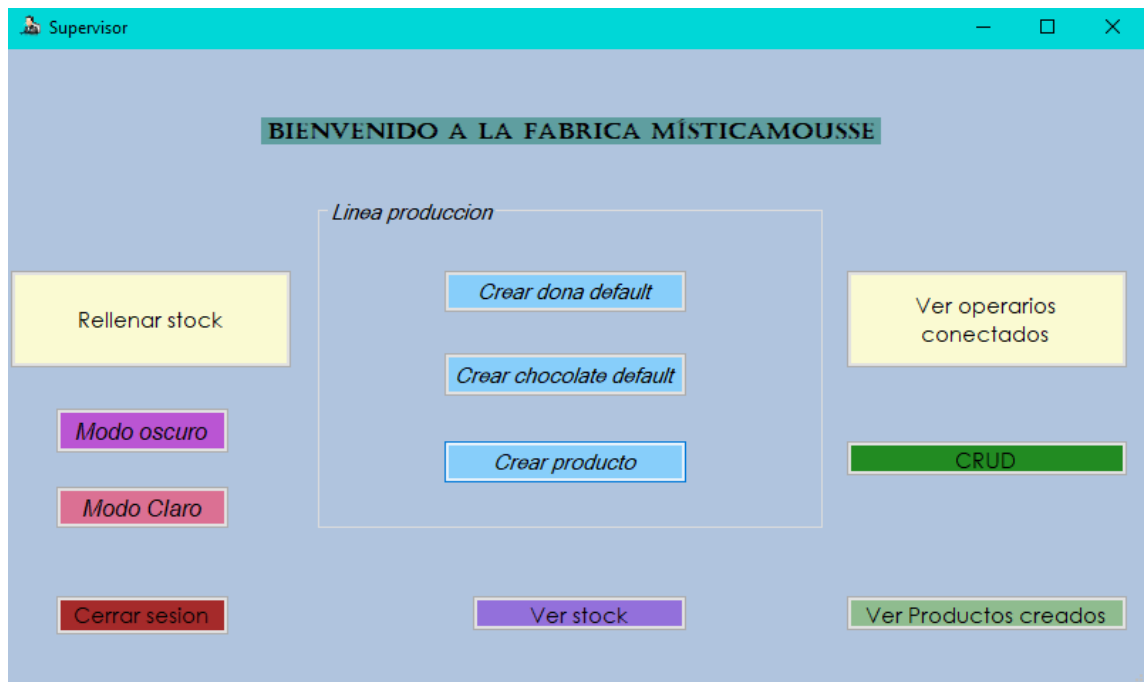 Supervisor
BIENVENIDO A LA FABRICA MÍSTICAMOUSSE
Linea produccion
Crear dona default
Crear chocolate default
Crear producto
Rellenar stock
Modo oscuro
Modo Claro
Cerrar sesion
Ver stock
Ver operarios
conectados
CRUD
Ver Productos creados